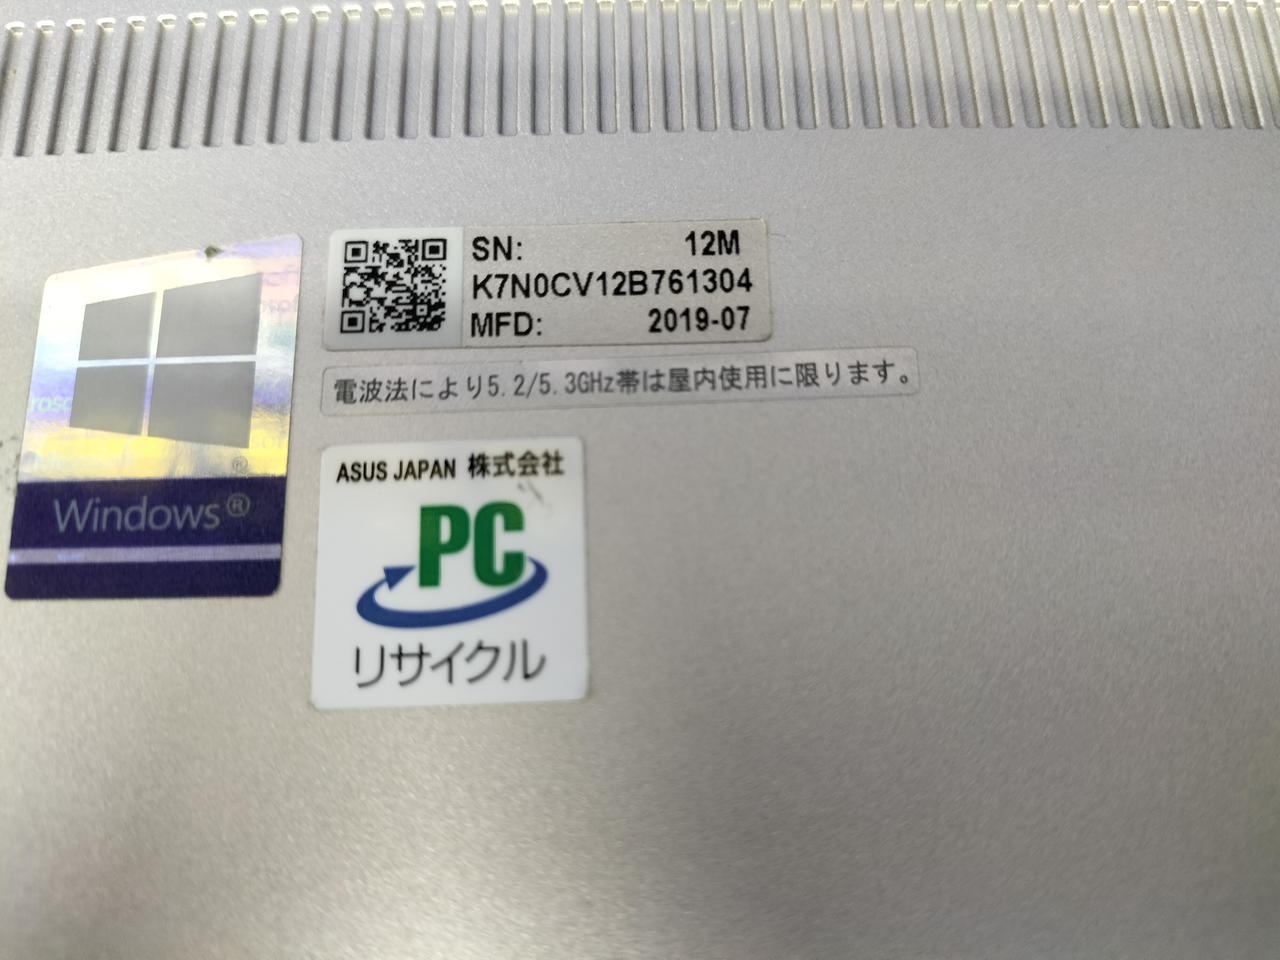 SN: 12M
K7N0CV12B761304
MFD: 2019-07
電波法により5.2/5.3GHz帯は屋内使用に限ります。
Windows®
ASUS JAPAN 株式会社
PC
リサイクル